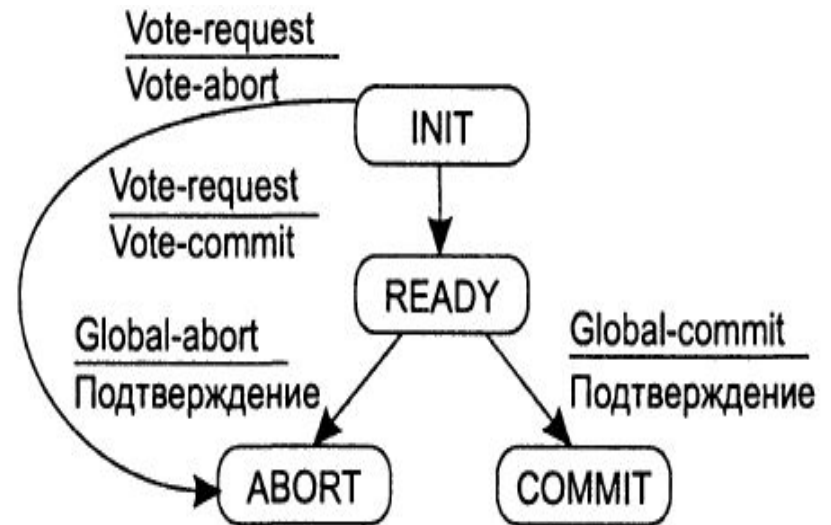 Vote-request
Vote-abort
INIT
Vote-request
Vote-commit
READY
Global-abort
Подтверждение
Global-commit
Подтверждение
ABORT
COMMIT